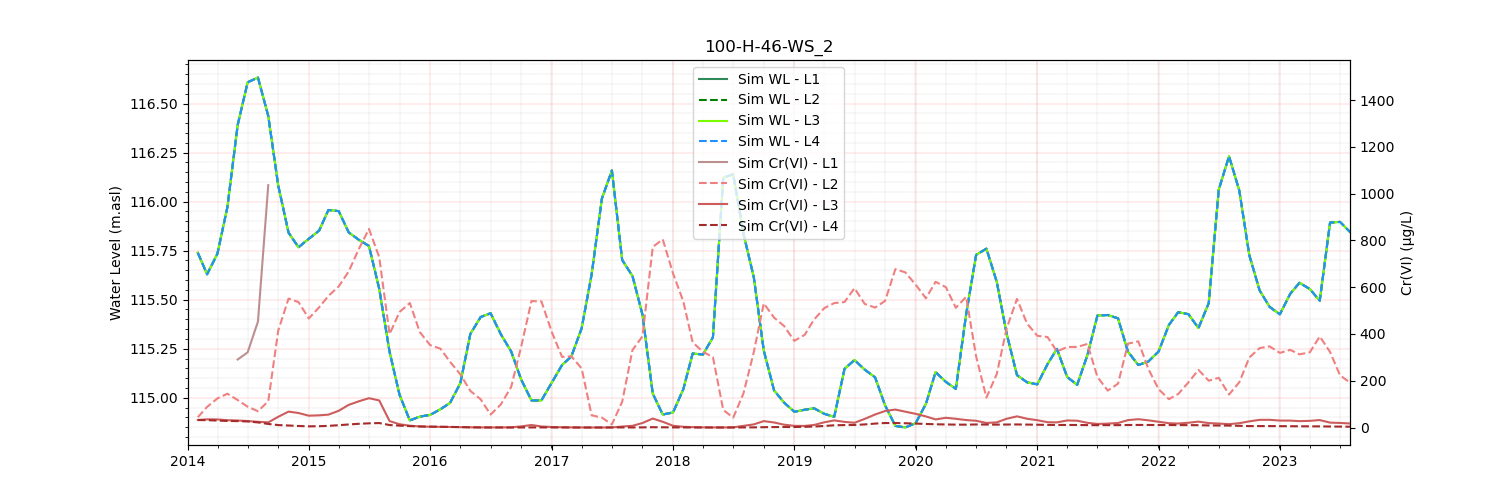 100-H-46-WS_2
Sim WL - L1
Sim WL - L2
Sim WL - L3
Sim WL - L4
Sim Cr(VI) - L1
Sim Cr(VI) - L2
Sim Cr(VI) - L3
Sim Cr(VI) - L4
Water Level (m.asl)
116.50
116.25
116.00
115.75
115.50
115.25
115.00
1400
1200
1000
800
600
400
200
0
Cr(VI) (μg/L)
2014 2015 2016 2017 2018 2019 2020 2021 2022 2023